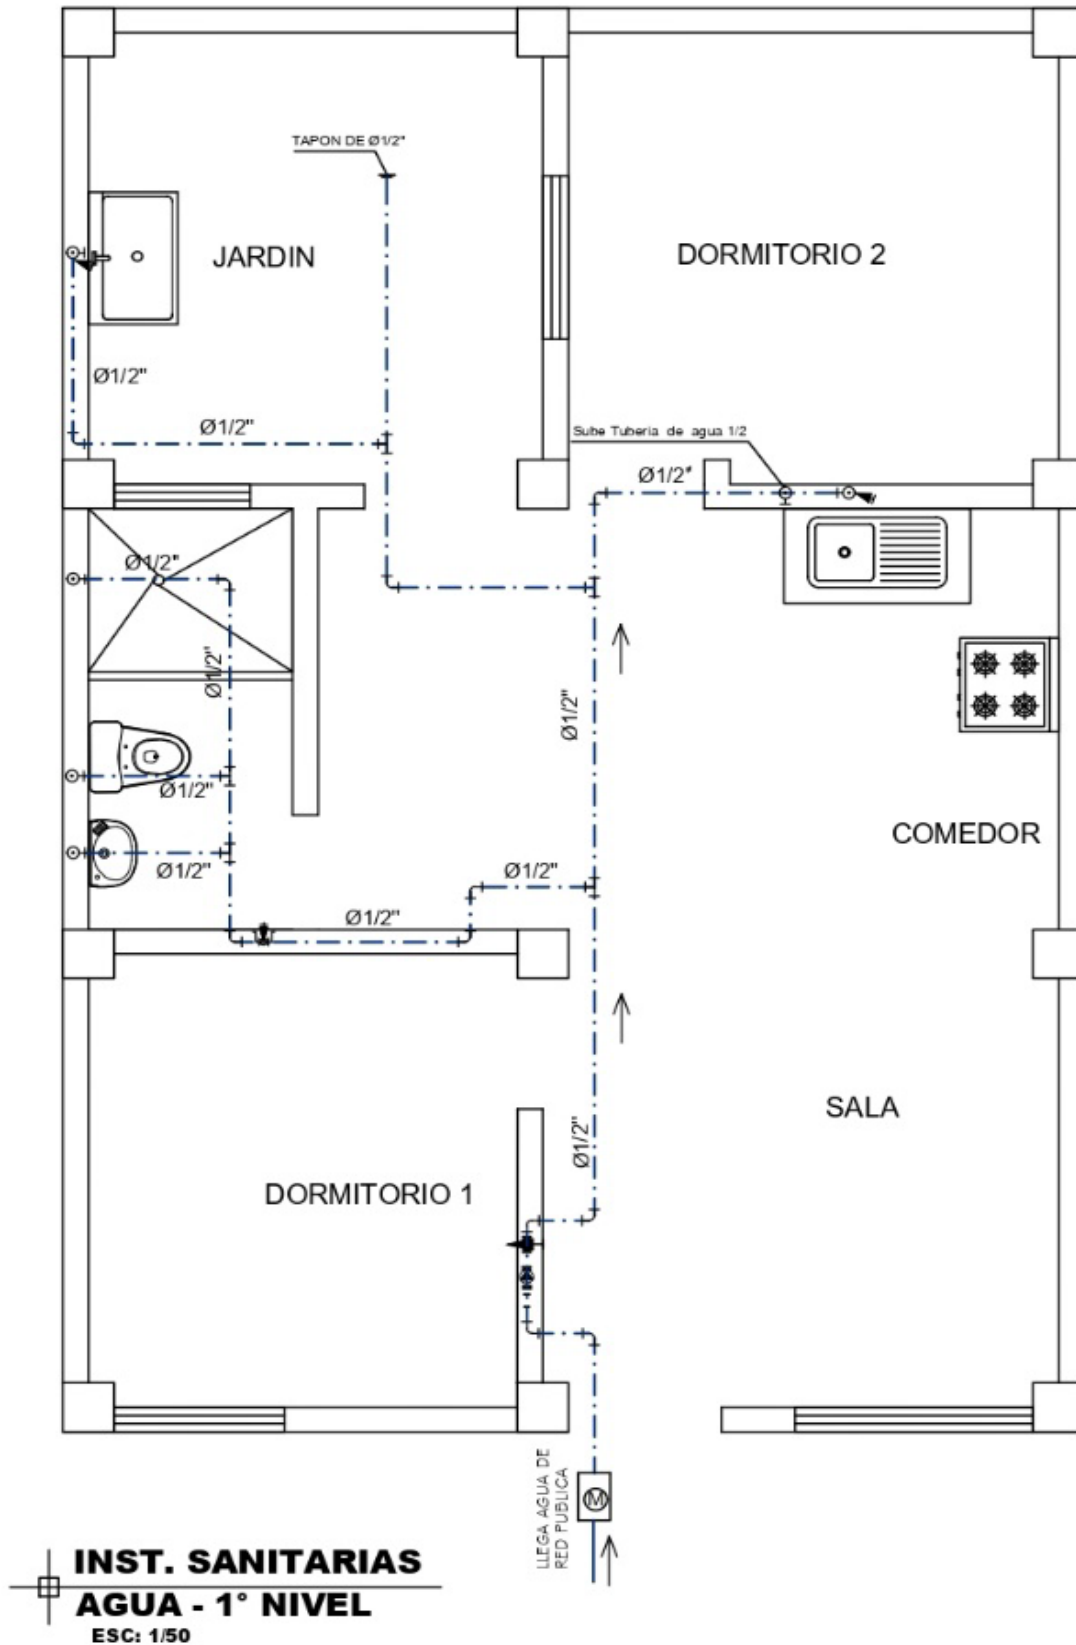 TAPON DE Ø1/2"
JARDIN
DORMITORIO 2
Ø1/2"
Ø1/2"
Sube Tuberia de agua 1/2
Ø1/2"
Ø1/2"
Ø1/2"
Ø1/2"
Ø1/2"
COMEDOR
Ø1/2"
Ø1/2"
Ø1/2"
SALA
Ø1/2"
DORMITORIO 1
LLEGA AGUA DE
RED PUBLICA
M
INST. SANITARIAS
AGUA - 1° NIVEL
ESC: 1/50